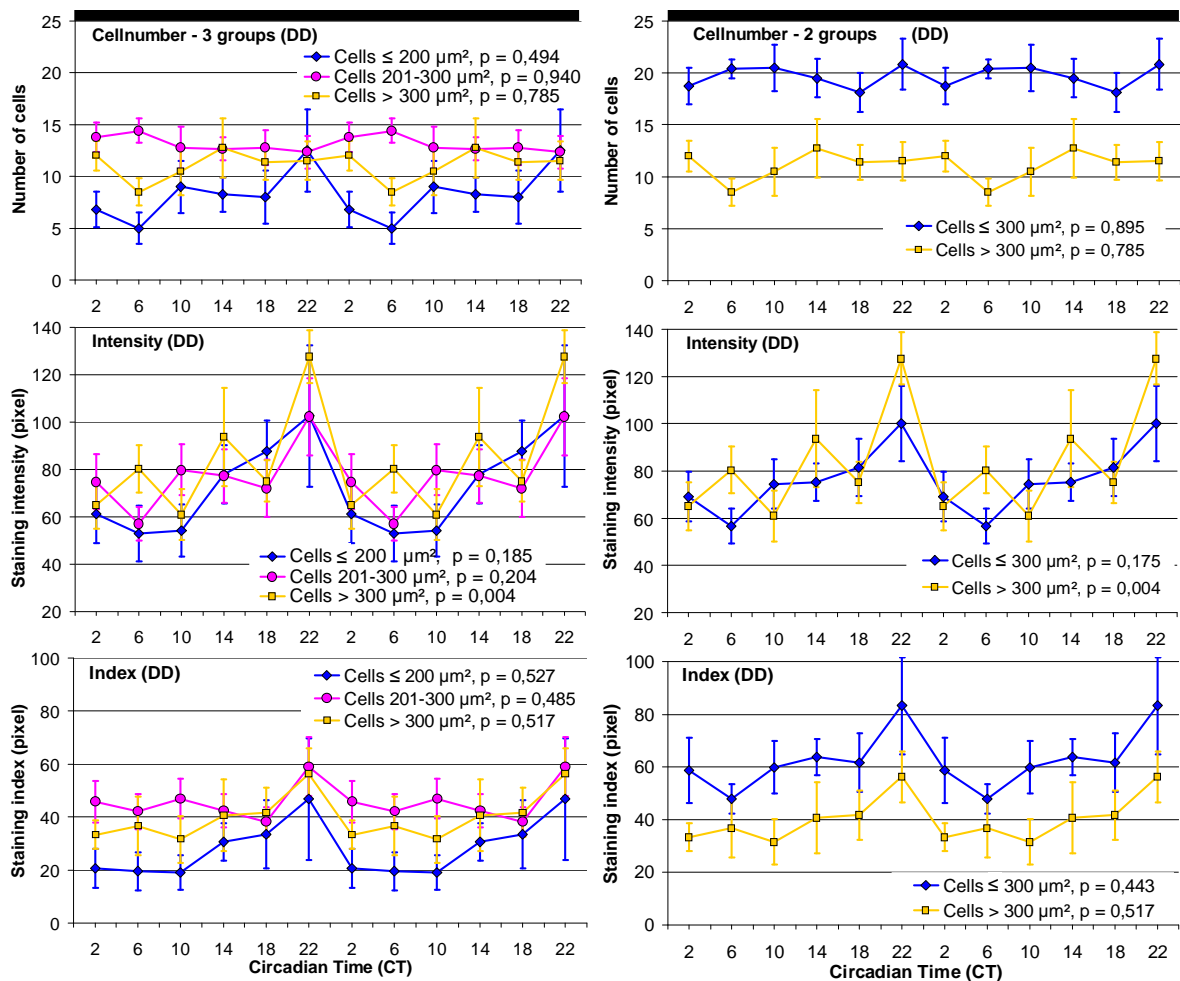 Cellnumber - 3 groups (DD)
Cells ≤ 200 µm², p = 0,494
Cells 201-300 µm², p = 0,940
Cells > 300 µm², p = 0,785
Number of cells
25
20
15
10
5
0
2 6 10 14 18 22 2 6 10 14 18 22
Cellnumber - 2 groups (DD)
Cells ≤ 300 µm², p = 0,895
Cells > 300 µm², p = 0,785
Number of cells
25
20
15
10
5
0
2 6 10 14 18 22 2 6 10 14 18 22
Intensity (DD)
Cells ≤ 200 µm², p = 0,185
Cells 201-300 µm², p = 0,204
Cells > 300 µm², p = 0,004
Staining intensity (pixel)
140
120
100
80
60
40
20
2 6 10 14 18 22 2 6 10 14 18 22
Intensity (DD)
Cells ≤ 300 µm², p = 0,175
Cells > 300 µm², p = 0,004
Staining intensity (pixel)
140
120
100
80
60
40
20
2 6 10 14 18 22 2 6 10 14 18 22
Index (DD)
Cells ≤ 200 µm², p = 0,527
Cells 201-300 µm², p = 0,485
Cells > 300 µm², p = 0,517
Staining index (pixel)
100
80
60
40
20
0
2 6 10 14 18 22 2 6 10 14 18 22
Circadian Time (CT)
Index (DD)
Cells ≤ 300 µm², p = 0,443
Cells > 300 µm², p = 0,517
Staining index (pixel)
100
80
60
40
20
0
2 6 10 14 18 22 2 6 10 14 18 22
Circadian Time (CT)